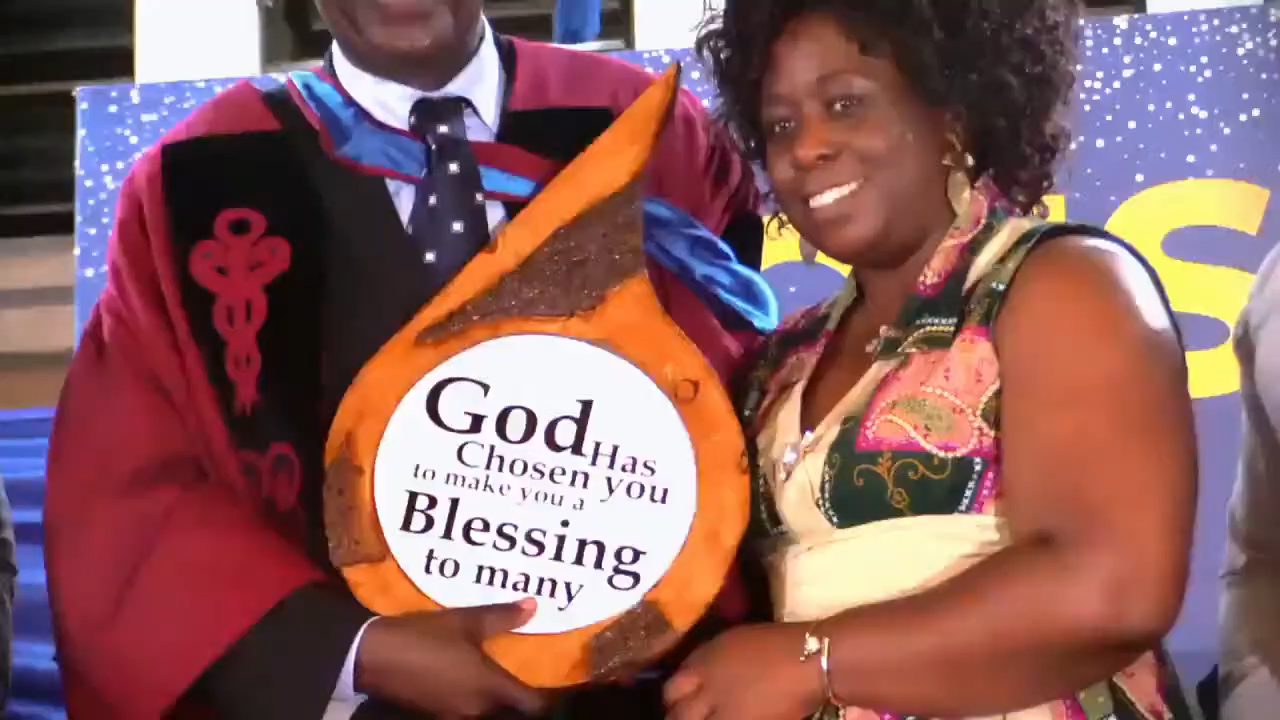 God Has
Chosen you
to make you a
Blessing
to many